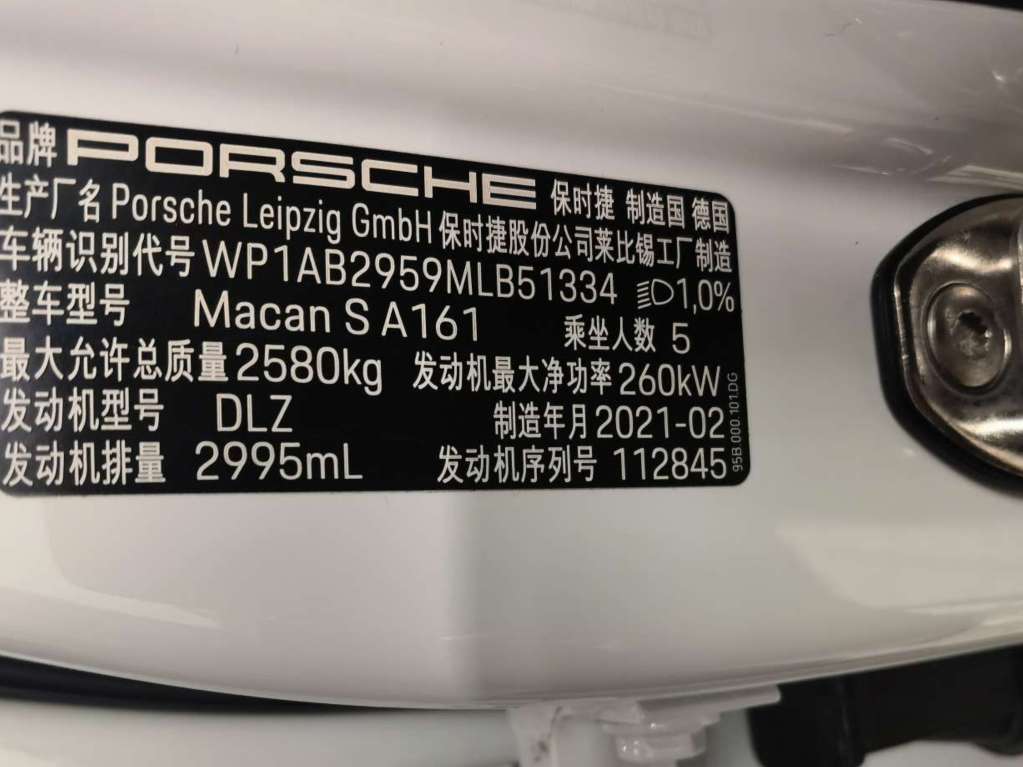 品牌 PORSCHE 保时捷 制造国 德国
生产厂名 Porsche Leipzig GmbH 保时捷股份公司莱比锡工厂制造
车辆识别代号 WP1AB2959MLB51334 1,0%
整车型号 Macan S A161 乘坐人数 5
最大允许总质量 2580kg 发动机最大净功率 260kW
发动机型号 DLZ 制造年月 2021-02
发动机排量 2995mL 发动机序列号 112845
95B.000.101.DG